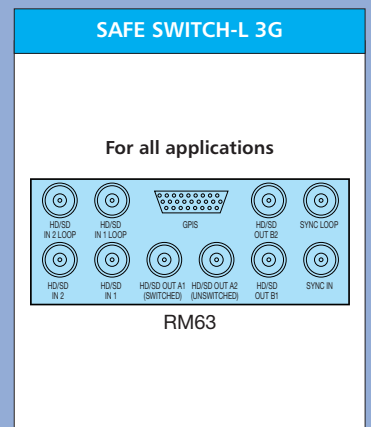 SAFE SWITCH-L 3G
For all applications
HD/SD
IN 2 LOOP
HD/SD
IN 1 LOOP
GPIS
HD/SD
OUT B2
SYNC LOOP
HD/SD
IN 2
HD/SD
IN 1
HD/SD OUT A1
(SWITCHED)
HD/SD OUT A2
(UNSWITCHED)
HD/SD
OUT B1
SYNC IN
RM63